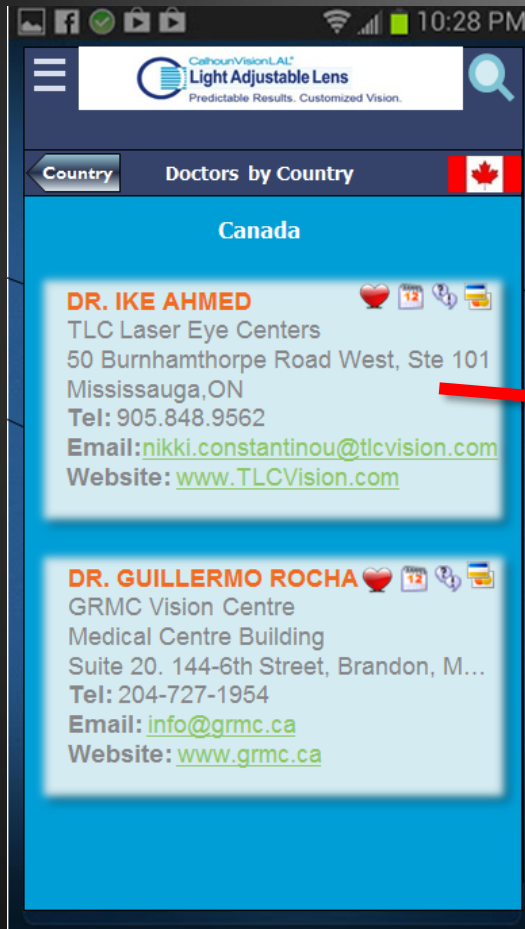 10:28 PM
CalhounVision LAL®
Light Adjustable Lens
Predictable Results. Customized Vision.
Country
Doctors by Country
Canada
DR. IKE AHMED
12
TLC Laser Eye Centers
50 Burnhamthorpe Road West, Ste 101
Mississauga,ON
Tel: 905.848.9562
Email:nikki.constantinou@tlcvision.com
Website: www.TLCVision.com
DR. GUILLERMO ROCHA
12
GRMC Vision Centre
Medical Centre Building
Suite 20. 144-6th Street, Brandon, M...
Tel: 204-727-1954
Email: info@grmc.ca
Website: www.grmc.ca